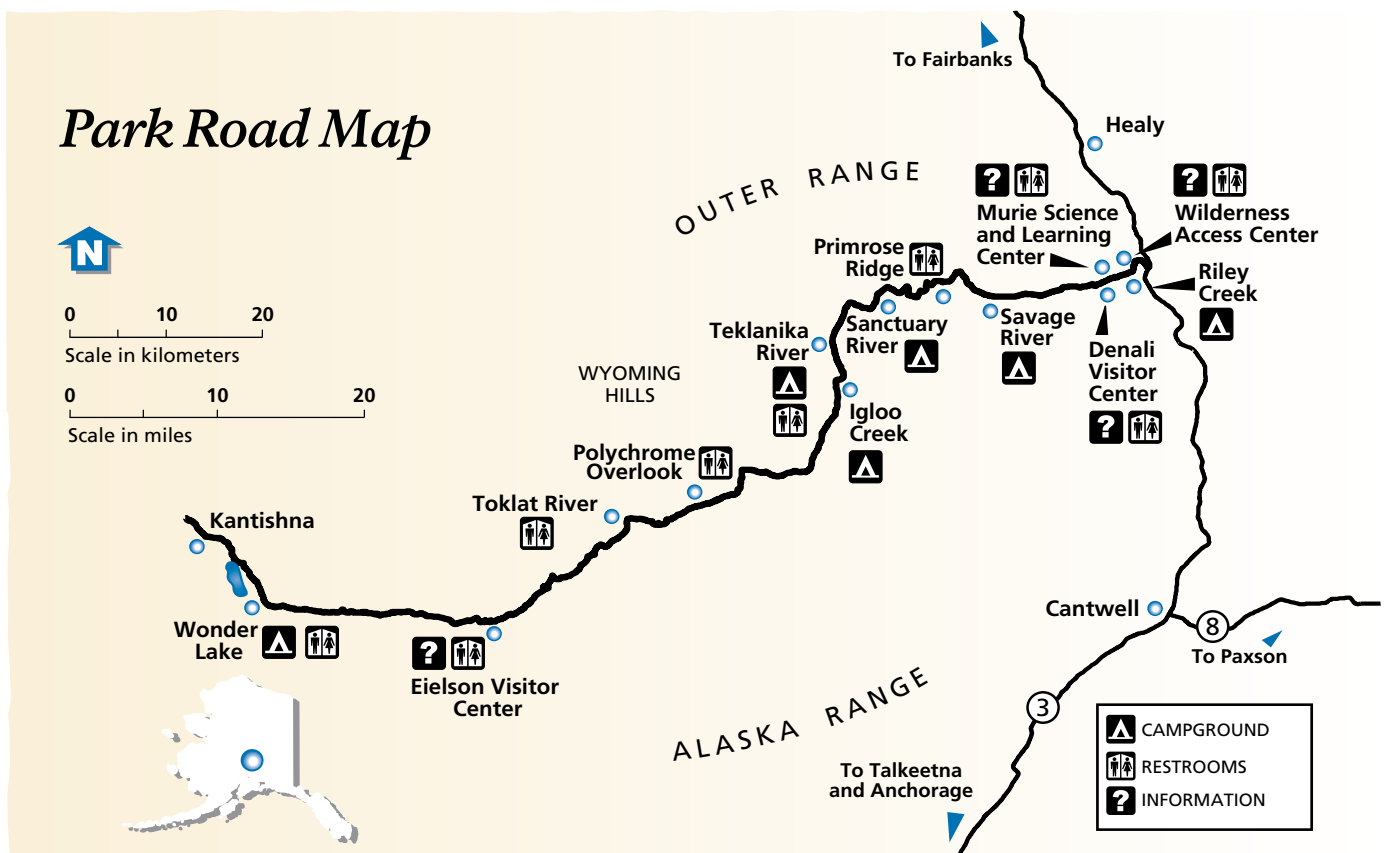 Park Road Map
N
0 10 20
Scale in kilometers
0 10 20
Scale in miles
To Fairbanks
Healy
OUTER RANGE
?
Murie Science
and Learning
Center
?
Wilderness
Access Center
Primrose
Ridge
Riley
Creek
Teklanika
River
Sanctuary
River
Savage
River
Denali
Visitor
Center
?
WYOMING
HILLS
Igloo
Creek
Polychrome
Overlook
Toklat River
Kantishna
Wonder
Lake
?
Eielson Visitor
Center
Cantwell
8
To Paxson
3
ALASKA RANGE
To Talkeetna
and Anchorage
CAMPGROUND
RESTROOMS
? INFORMATION